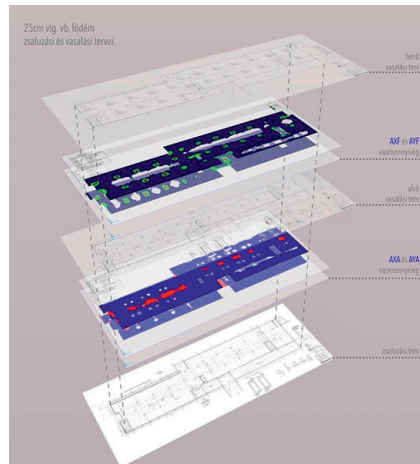 25cm vtg. vb. födém
zsaluzási és vasalási tervei
felső
vasalási terv
AXF és AYF
vasmennyiség
alsó
vasalási terv
AXA és AYA
vasmennyiség
zsaluzási terv